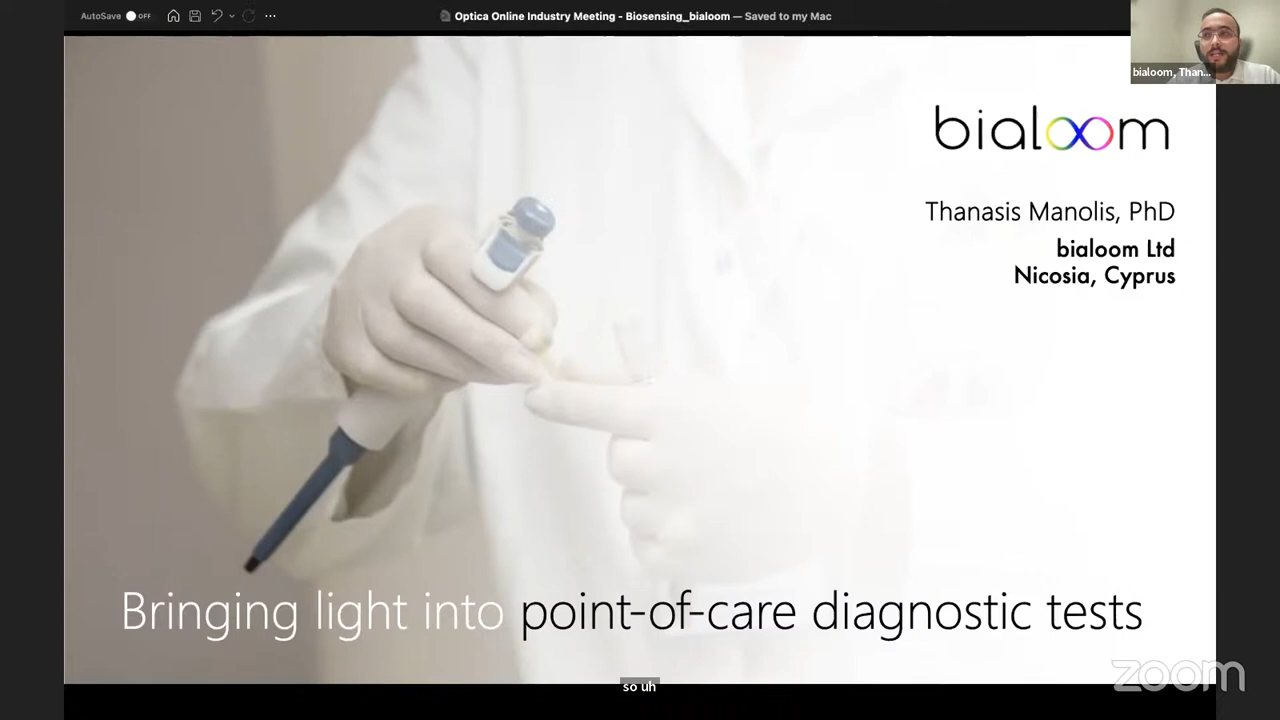 AutoSave OFF
Optica Online Industry Meeting - Biosensing_bialoom — Saved to my Mac
bialoom, Than...
bialoom
Thanasis Manolis, PhD
bialoom Ltd
Nicosia, Cyprus
Bringing light into point-of-care diagnostic tests
so uh
zoom